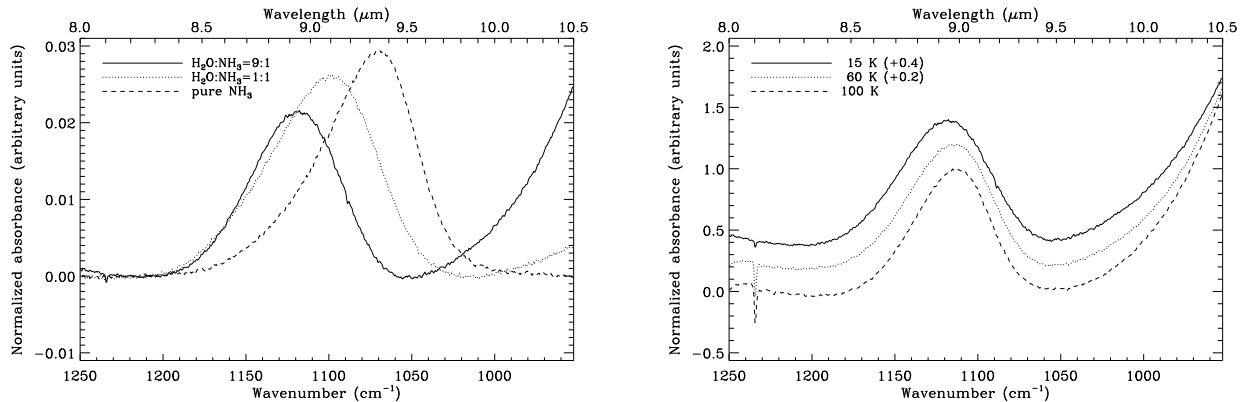 Wavelength (μm)
8.0 8.5 9.0 9.5 10.0 10.5
Normalized absorbance (arbitrary units)
0.03
0.02
0.01
0.00
−0.01
H₂O:NH₃=9:1
H₂O:NH₃=1:1
pure NH₃
1250 1200 1150 1100 1050 1000
Wavenumber (cm⁻¹)
Wavelength (μm)
8.0 8.5 9.0 9.5 10.0 10.5
Normalized absorbance (arbitrary units)
2.0
1.5
1.0
0.5
0.0
−0.5
15 K (+0.4)
60 K (+0.2)
100 K
1250 1200 1150 1100 1050 1000
Wavenumber (cm⁻¹)